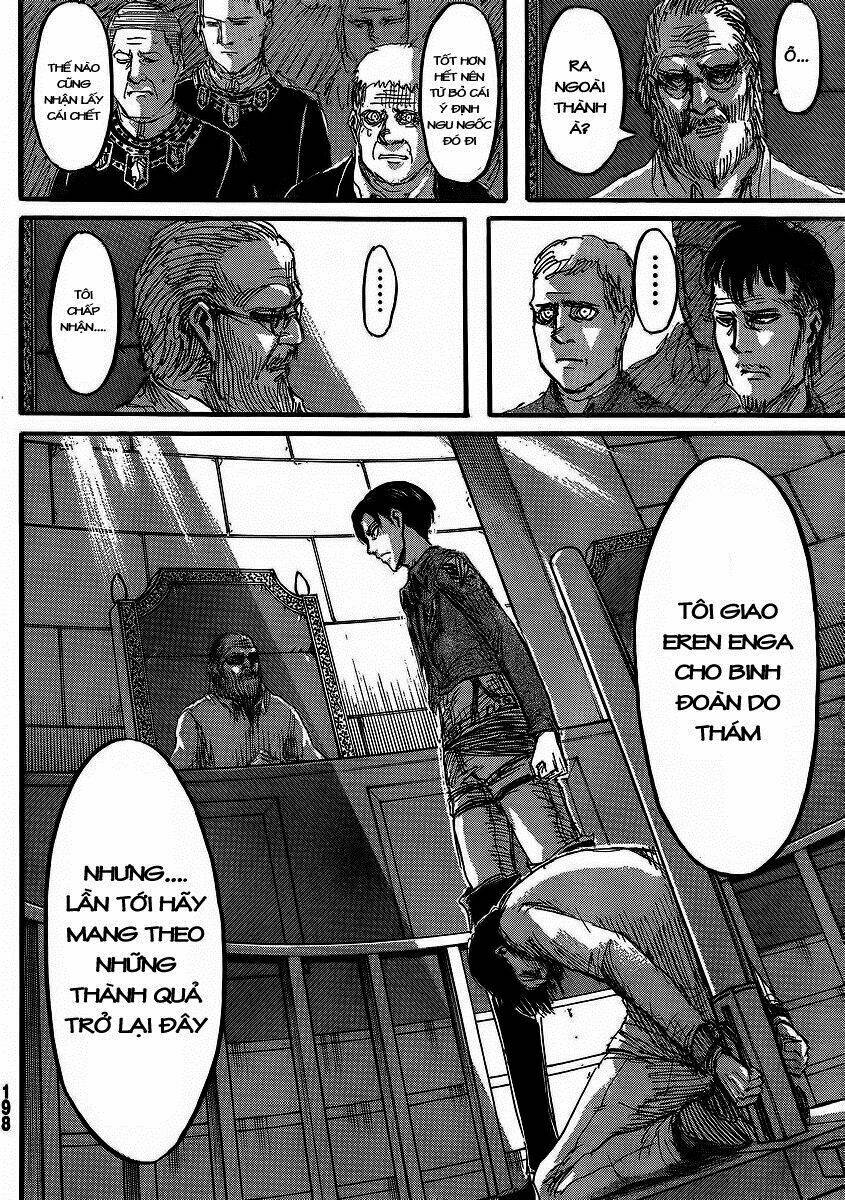 Ồ...
RA
NGOÀI
THÀNH
À?
TỐT HƠN
HẾT NÊN
TỪ BỎ CÁI
Ý ĐỊNH
NGU NGỐC
ĐÓ ĐI
THẾ NÀO
CŨNG
NHẬN LẤY
CÁI CHẾT
......
.....
TÔI
CHẤP
NHẬN....
TÔI GIAO
EREN ENGA
CHO BINH
ĐOÀN DO
THÁM
NHƯNG....
LẦN TỚI HÃY
MANG THEO
NHỮNG
THÀNH QUẢ
TRỞ LẠI ĐÂY
198